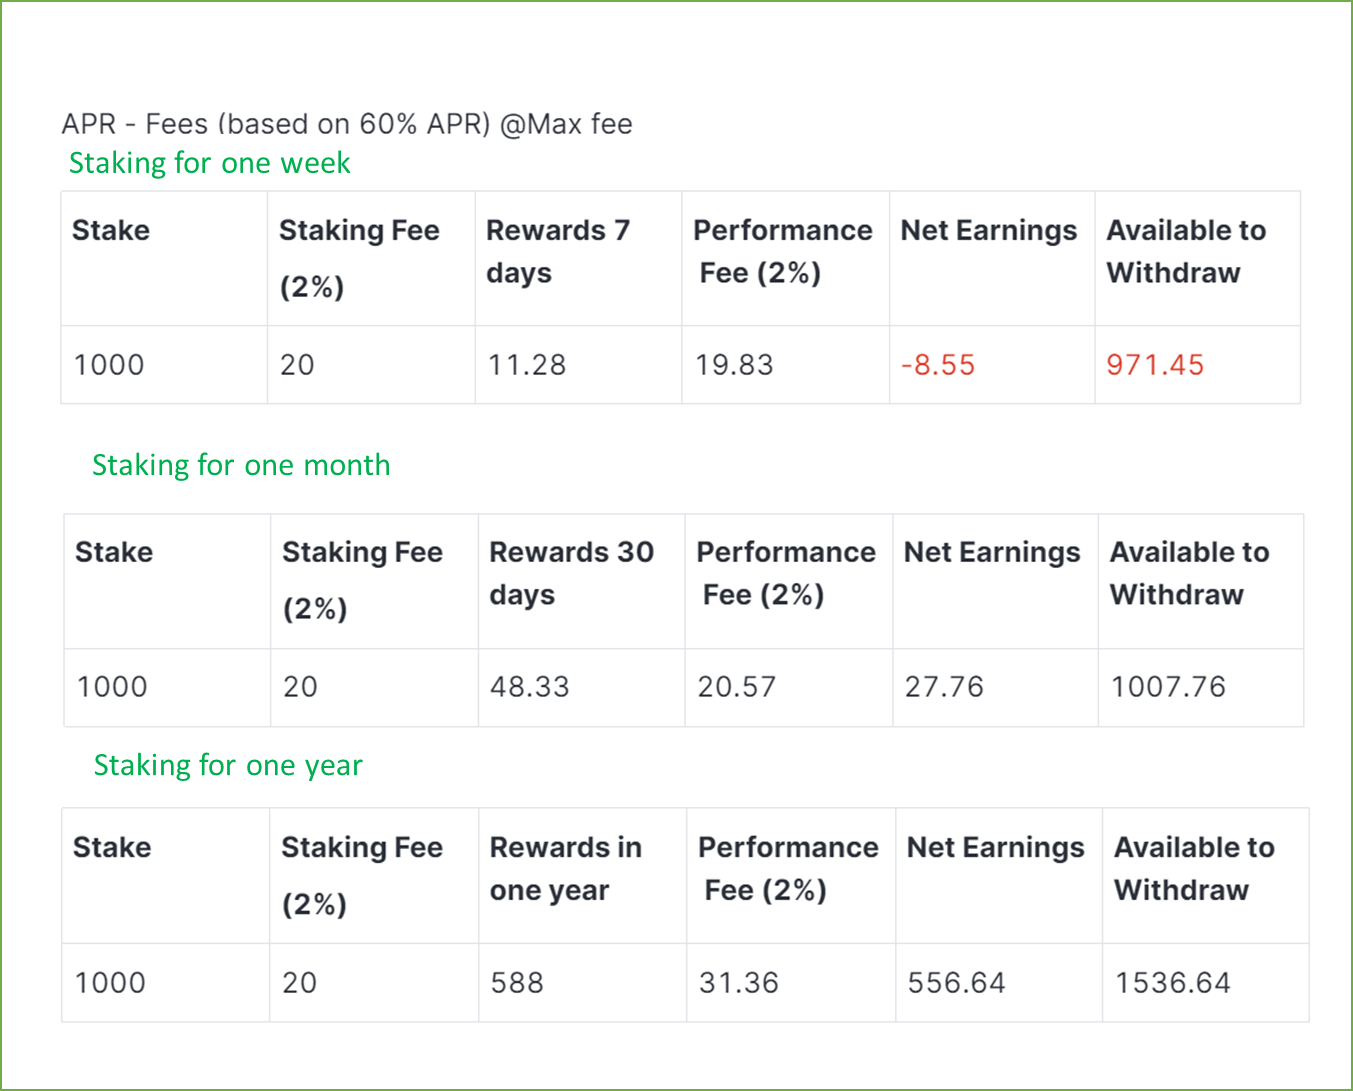 APR - Fees (based on 60% APR) @Max fee
Staking for one week
Stake Staking Fee (2%) Rewards 7 days Performance Fee (2%) Net Earnings Available to Withdraw
1000 20 11.28 19.83 -8.55 971.45
Staking for one month
Stake Staking Fee (2%) Rewards 30 days Performance Fee (2%) Net Earnings Available to Withdraw
1000 20 48.33 20.57 27.76 1007.76
Staking for one year
Stake Staking Fee (2%) Rewards in one year Performance Fee (2%) Net Earnings Available to Withdraw
1000 20 588 31.36 556.64 1536.64